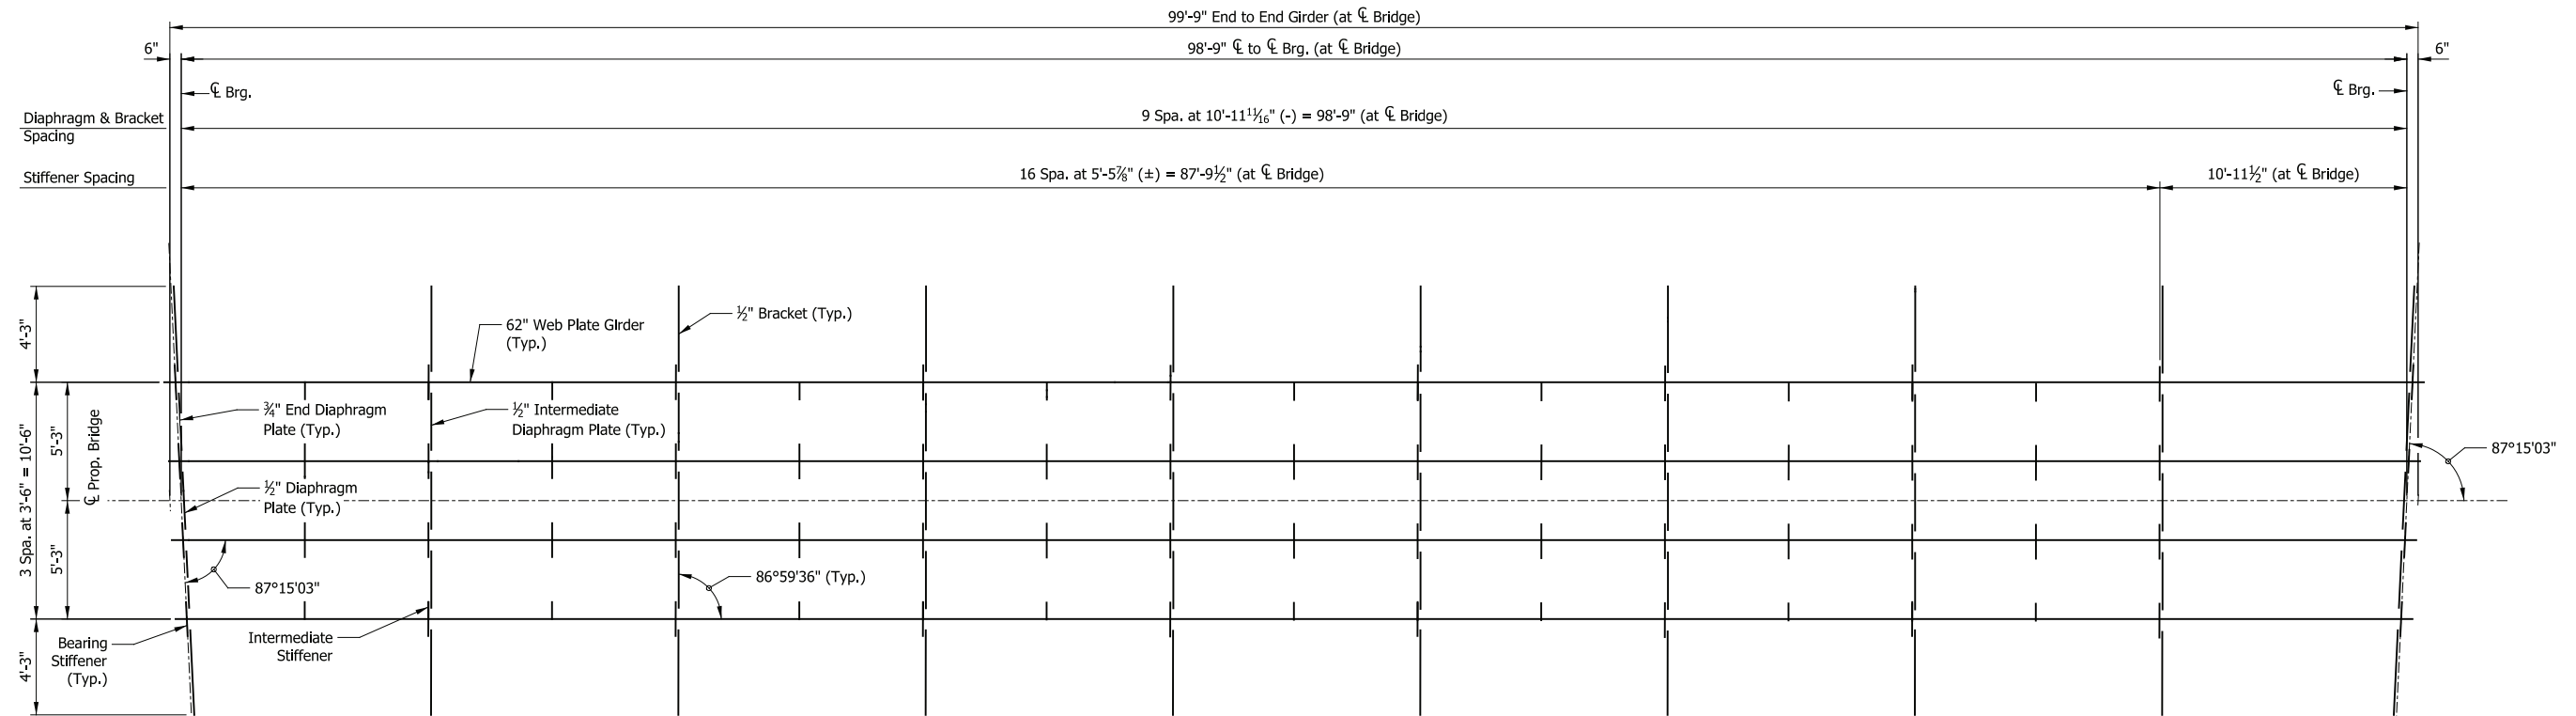 99'-9" End to End Girder (at ℄ Bridge)
6"
98'-9" ℄ to ℄ Brg. (at ℄ Bridge)
6"
℄ Brg.
℄ Brg.
Diaphragm & Bracket
Spacing
9 Spa. at 10'-11 11/16" (-) = 98'-9" (at ℄ Bridge)
Stiffener Spacing
16 Spa. at 5'-5⅞" (±) = 87'-9½" (at ℄ Bridge)
10'-11½" (at ℄ Bridge)
4'-3"
62" Web Plate Girder
(Typ.)
½" Bracket (Typ.)
3 Spa. at 3'-6" = 10'-6"
5'-3"
℄ Prop. Bridge
¾" End Diaphragm
Plate (Typ.)
½" Intermediate
Diaphragm Plate (Typ.)
87°15'03"
½" Diaphragm
Plate (Typ.)
5'-3"
87°15'03"
86°59'36" (Typ.)
4'-3"
Bearing
Stiffener
(Typ.)
Intermediate
Stiffener